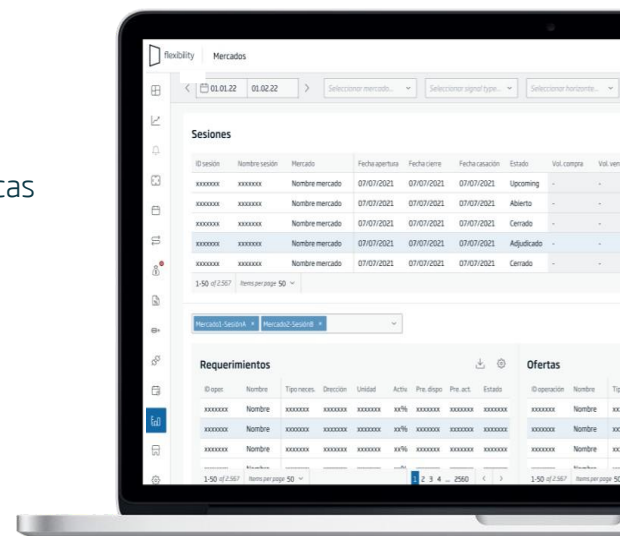 cas
flexibility Mercados
01.01.22 01.02.22 Seleccionar mercado... Seleccionar signal type... Seleccionar horizonte...
Sesiones
ID sesión Nombre sesión Mercado Fecha apertura Fecha cierre Fecha casación Estado Vol. compra Vol. ven
xxxxxxx xxxxxxx Nombre mercado 07/07/2021 07/07/2021 07/07/2021 Upcoming - -
xxxxxxx xxxxxxx Nombre mercado 07/07/2021 07/07/2021 07/07/2021 Abierto - -
xxxxxxx xxxxxxx Nombre mercado 07/07/2021 07/07/2021 07/07/2021 Cerrado - -
xxxxxxx xxxxxxx Nombre mercado 07/07/2021 07/07/2021 07/07/2021 Adjudicado - -
xxxxxxx xxxxxxx Nombre mercado 07/07/2021 07/07/2021 07/07/2021 Cerrado - -
1-50 of 2.567 Items per page 50
Mercado1-SesiónA × Mercado2-SesiónB ×
Requerimientos Ofertas
ID oper. Nombre Tipo neces. Dirección Unidad Activ Pre. dispo Pre. act. Estado ID operación Nombre Tip
xxxxxxx Nombre xxxxxxx xxxxxxx xxxxxxx xx% xxxxxxx xxxxxxx xxxxxxx xxxxxxx Nombre xx
xxxxxxx Nombre xxxxxxx xxxxxxx xxxxxxx xx% xxxxxxx xxxxxxx xxxxxxx xxxxxxx Nombre xx
xxxxxxx Nombre xxxxxxx xxxxxxx xxxxxxx xx% xxxxxxx xxxxxxx xxxxxxx xxxxxxx Nombre xx
1-50 of 2.567 Items per page 50 1 2 3 4 ... 2560 1-50 of 2.567 Items per page 50